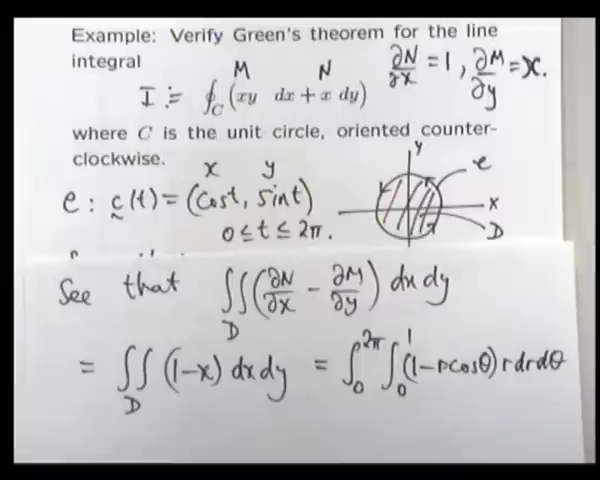 Example: Verify Green's theorem for the line
integral
M N ∂N/∂x = 1, ∂M/∂y = x.
I := ∮_C (xy dx + x dy)
where C is the unit circle, oriented counter-
clockwise.
x y
C : c(t) = (cos t, sin t)
0 ≤ t ≤ 2π.
y
C
x
D
See that ∬_D (∂N/∂x - ∂M/∂y) dx dy
= ∬_D (1-x) dx dy = ∫_0^2π ∫_0^1 (1-r cosθ) r dr dθ